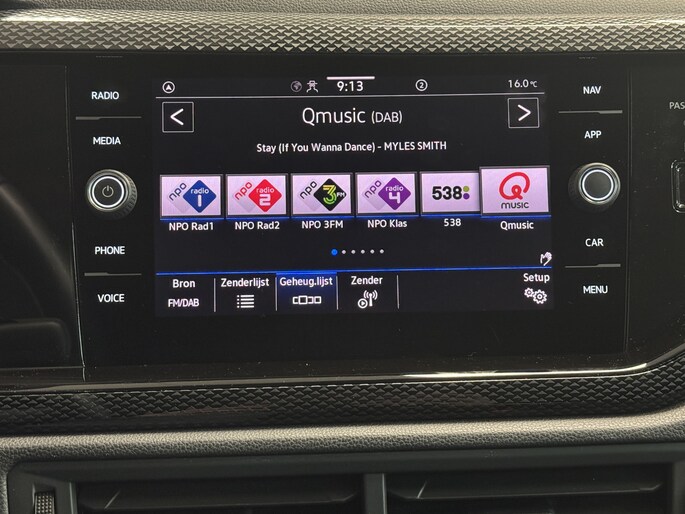 RADIO
MEDIA
PHONE
VOICE
9:13
2
16.0 °C
Qmusic (DAB)
Stay (If You Wanna Dance) - MYLES SMITH
npo radio 1
npo radio 2
npo 3FM
npo radio 4
538
Q MUSIC
NPO Rad1
NPO Rad2
NPO 3FM
NPO Klas
538
Qmusic
Bron
FM/DAB
Zenderlijst
Geheug.lijst
Zender
Setup
NAV
APP
CAR
MENU
PAS